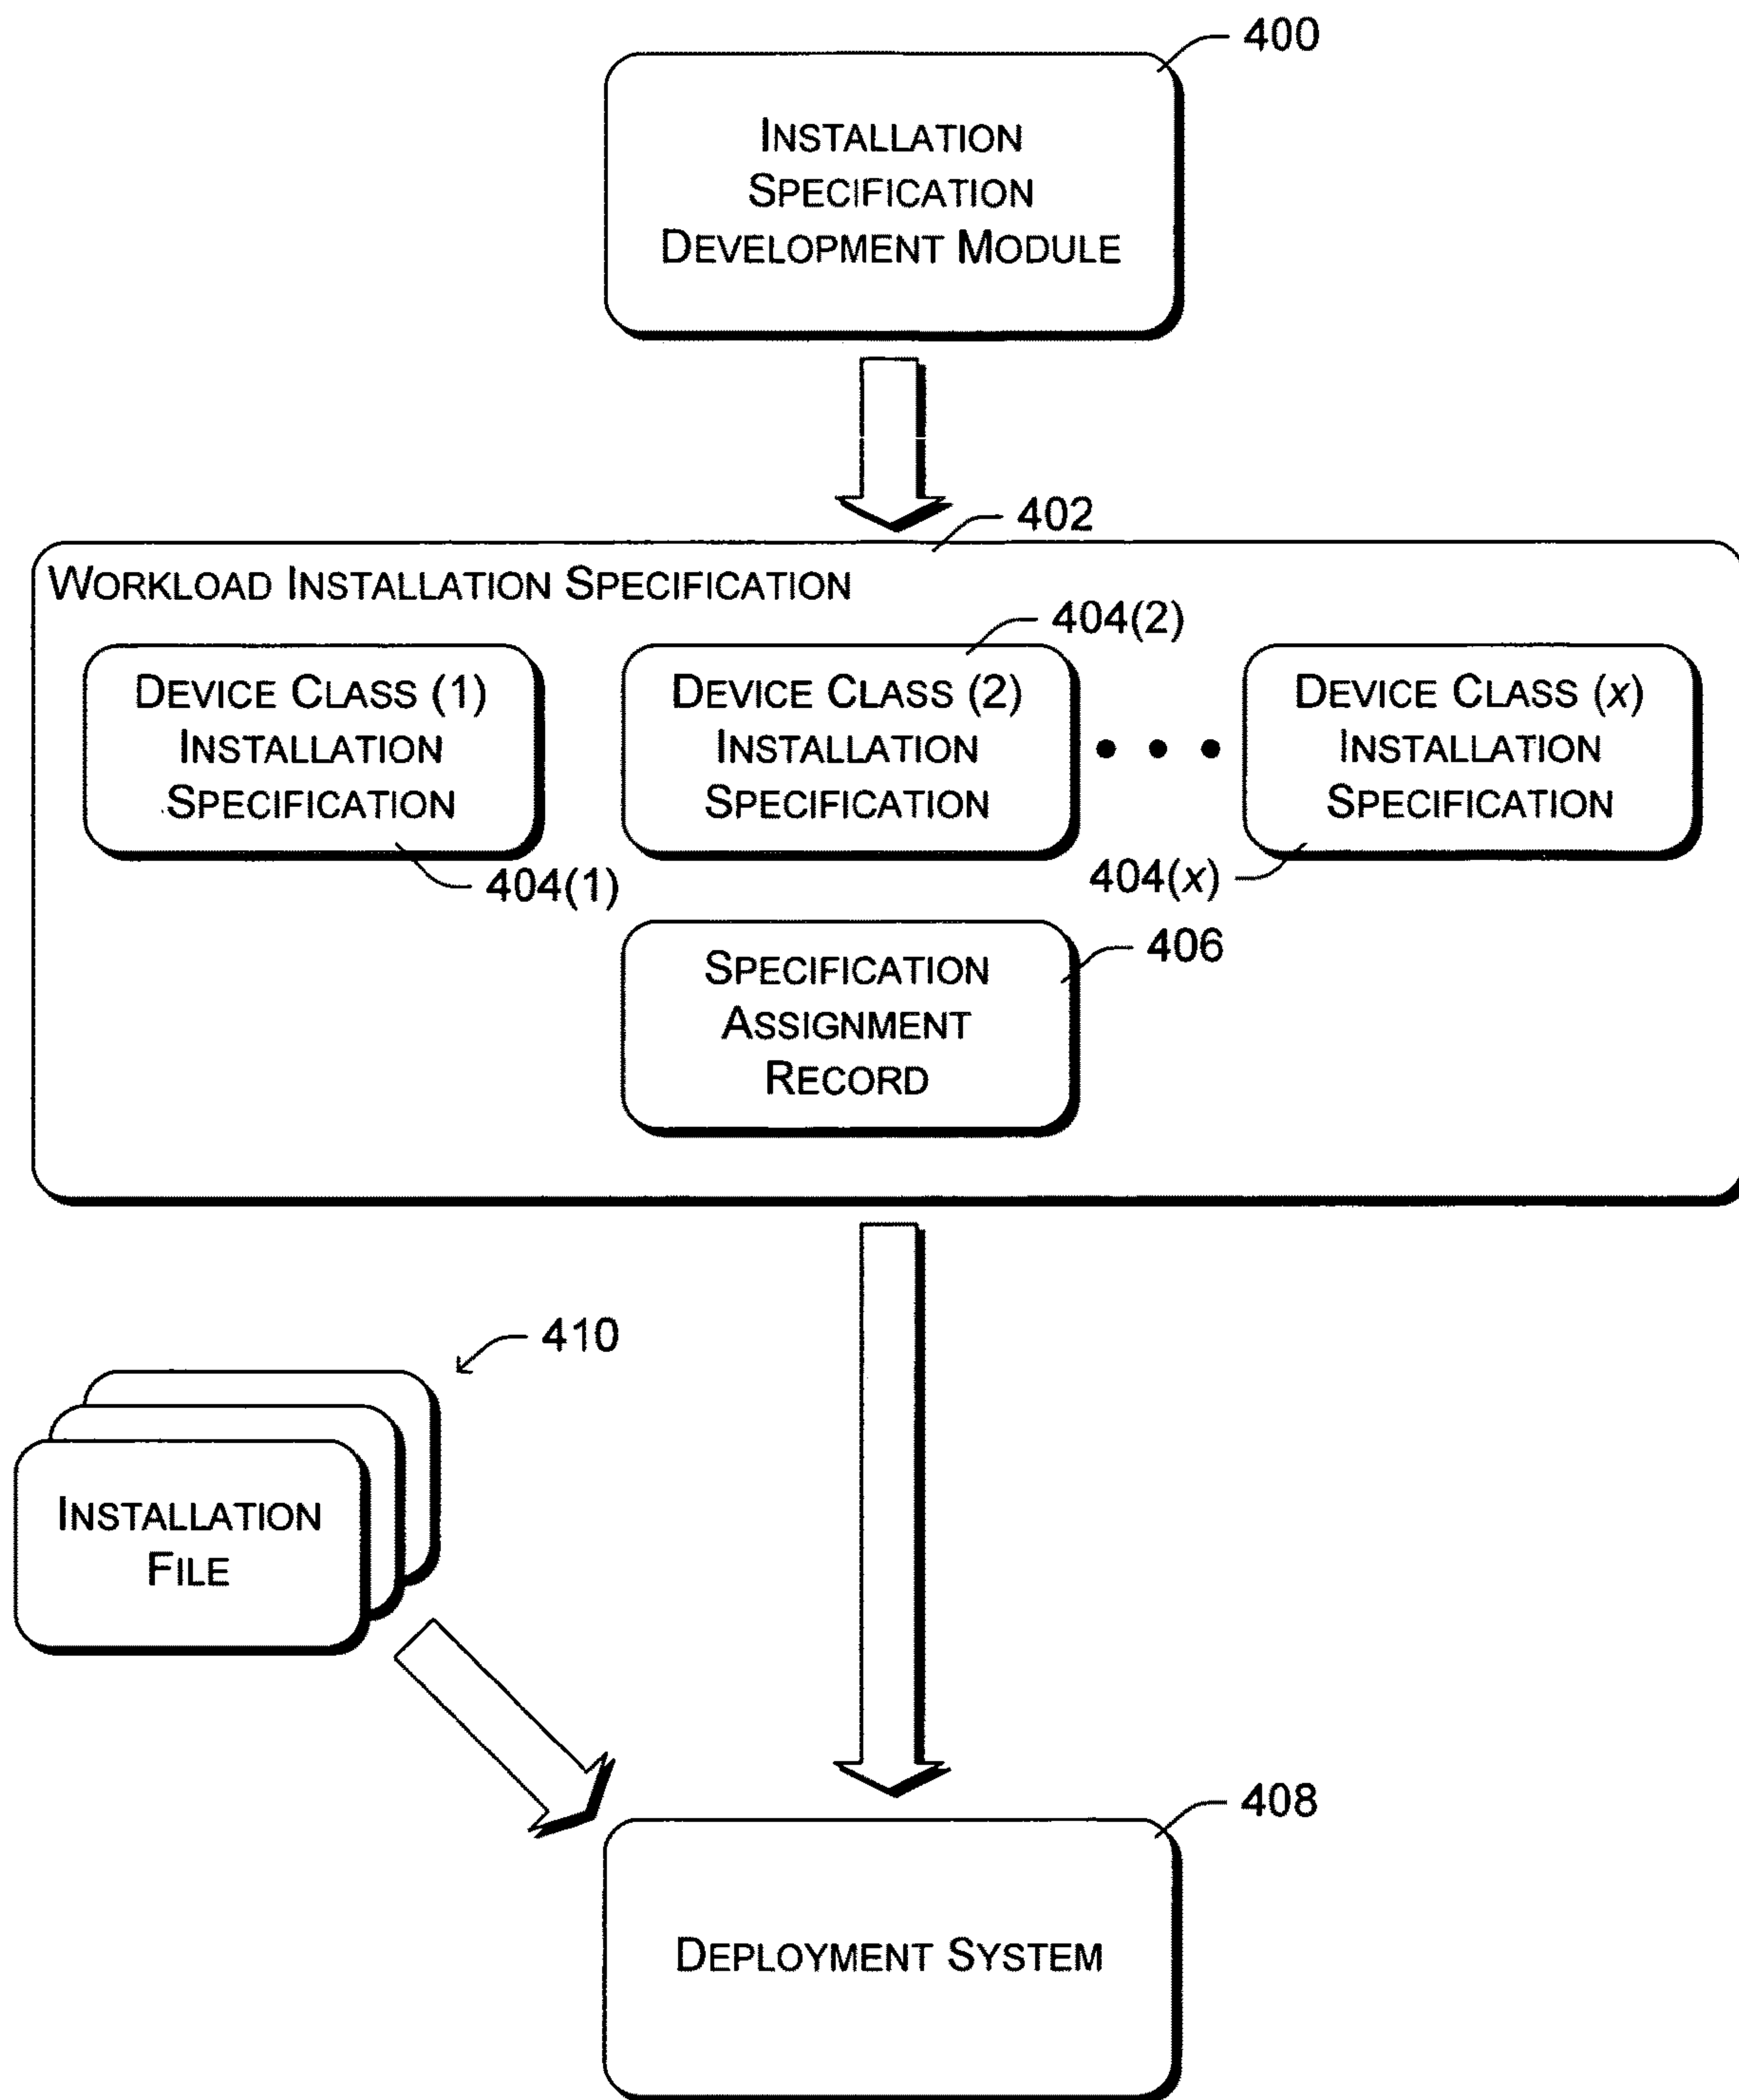 400
INSTALLATION
SPECIFICATION
DEVELOPMENT MODULE
402
WORKLOAD INSTALLATION SPECIFICATION
404(2)
DEVICE CLASS (1)
INSTALLATION
SPECIFICATION
DEVICE CLASS (2)
INSTALLATION
SPECIFICATION
DEVICE CLASS (x)
INSTALLATION
SPECIFICATION
404(1)
404(x)
406
SPECIFICATION
ASSIGNMENT
RECORD
410
INSTALLATION
FILE
408
DEPLOYMENT SYSTEM